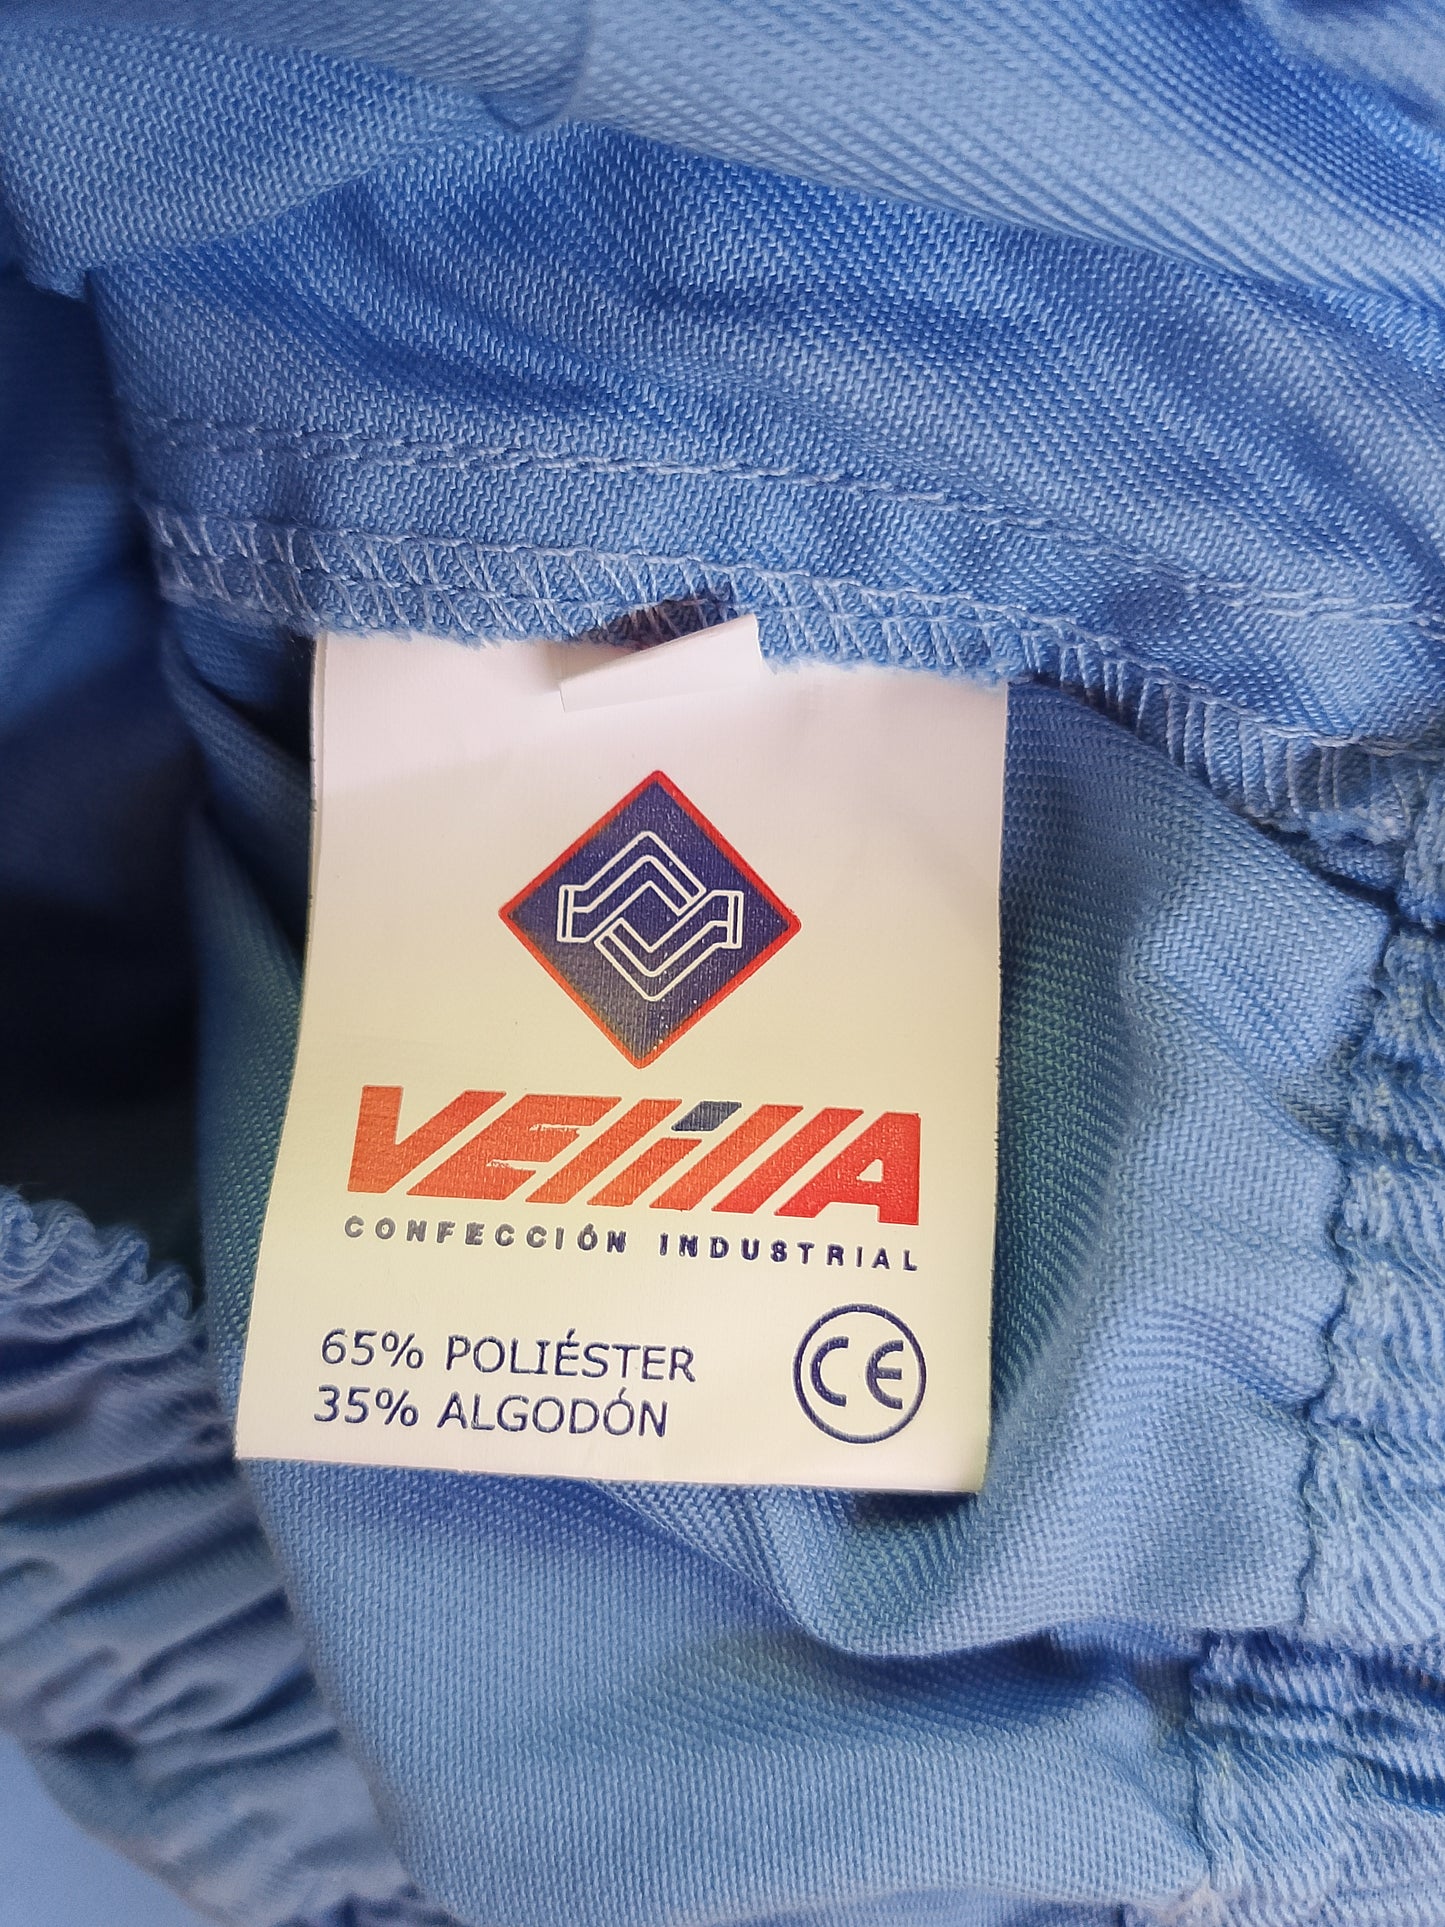 VELILLA
CONFECCIÓN INDUSTRIAL
65% POLIÉSTER
35% ALGODÓN
CE